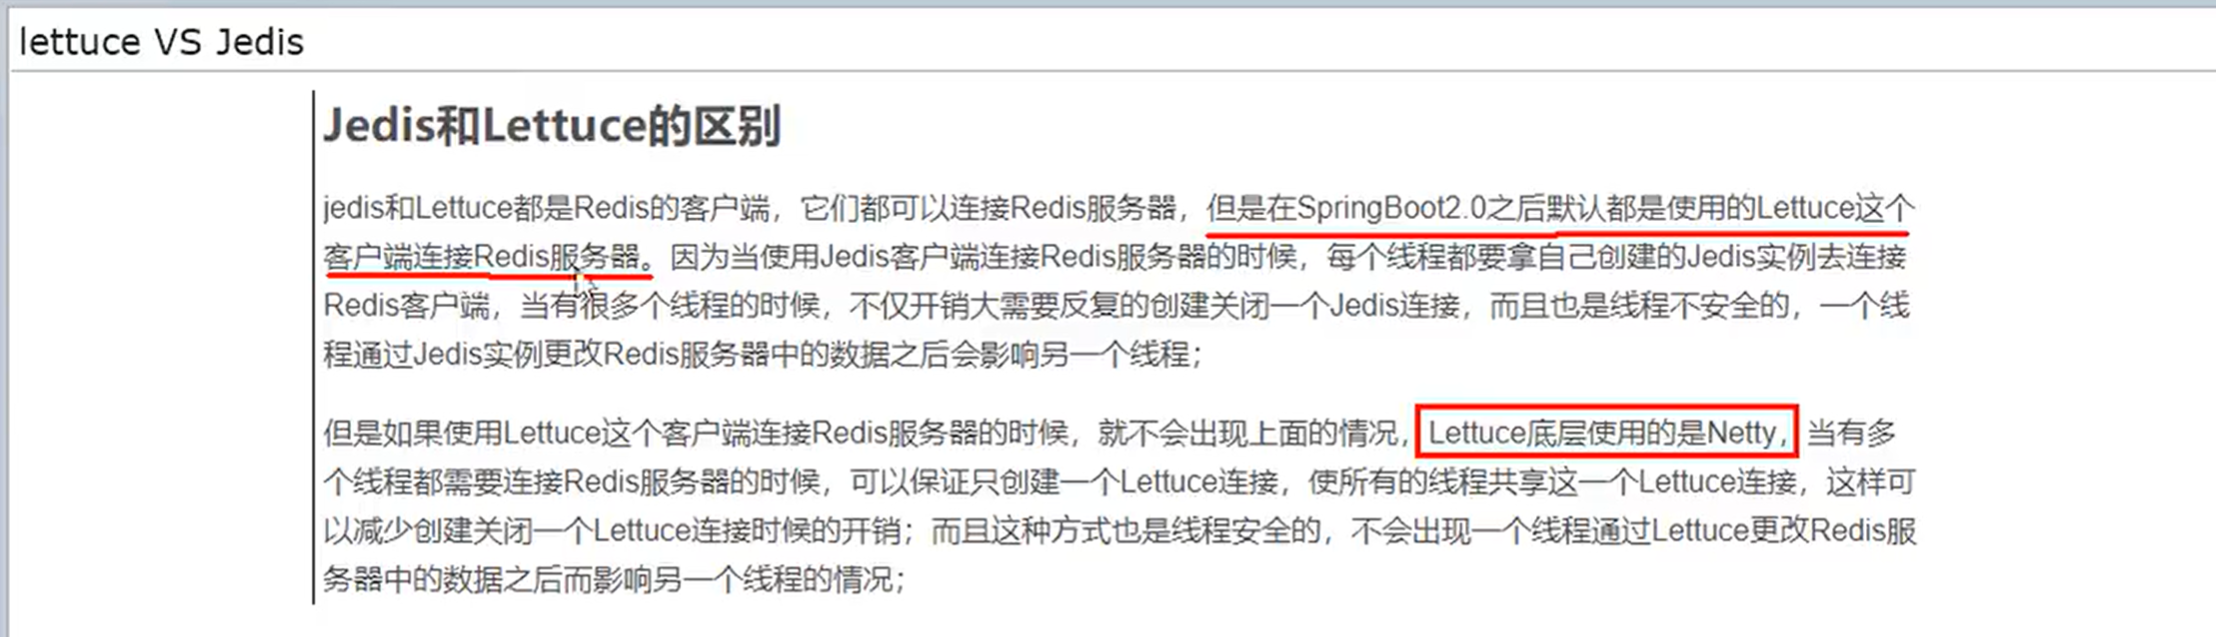 lettuce VS Jedis
Jedis和Lettuce的区别
jedis和Lettuce都是Redis的客户端，它们都可以连接Redis服务器，但是在SpringBoot2.0之后默认都是使用的Lettuce这个
客户端连接Redis服务器。因为当使用Jedis客户端连接Redis服务器的时候，每个线程都要拿自己创建的Jedis实例去连接
Redis客户端，当有很多个线程的时候，不仅开销大需要反复的创建关闭一个Jedis连接，而且也是线程不安全的，一个线
程通过Jedis实例更改Redis服务器中的数据之后会影响另一个线程；
但是如果使用Lettuce这个客户端连接Redis服务器的时候，就不会出现上面的情况，Lettuce底层使用的是Netty，当有多
个线程都需要连接Redis服务器的时候，可以保证只创建一个Lettuce连接，使所有的线程共享这一个Lettuce连接，这样可
以减少创建关闭一个Lettuce连接时候的开销；而且这种方式也是线程安全的，不会出现一个线程通过Lettuce更改Redis服
务器中的数据之后而影响另一个线程的情况；